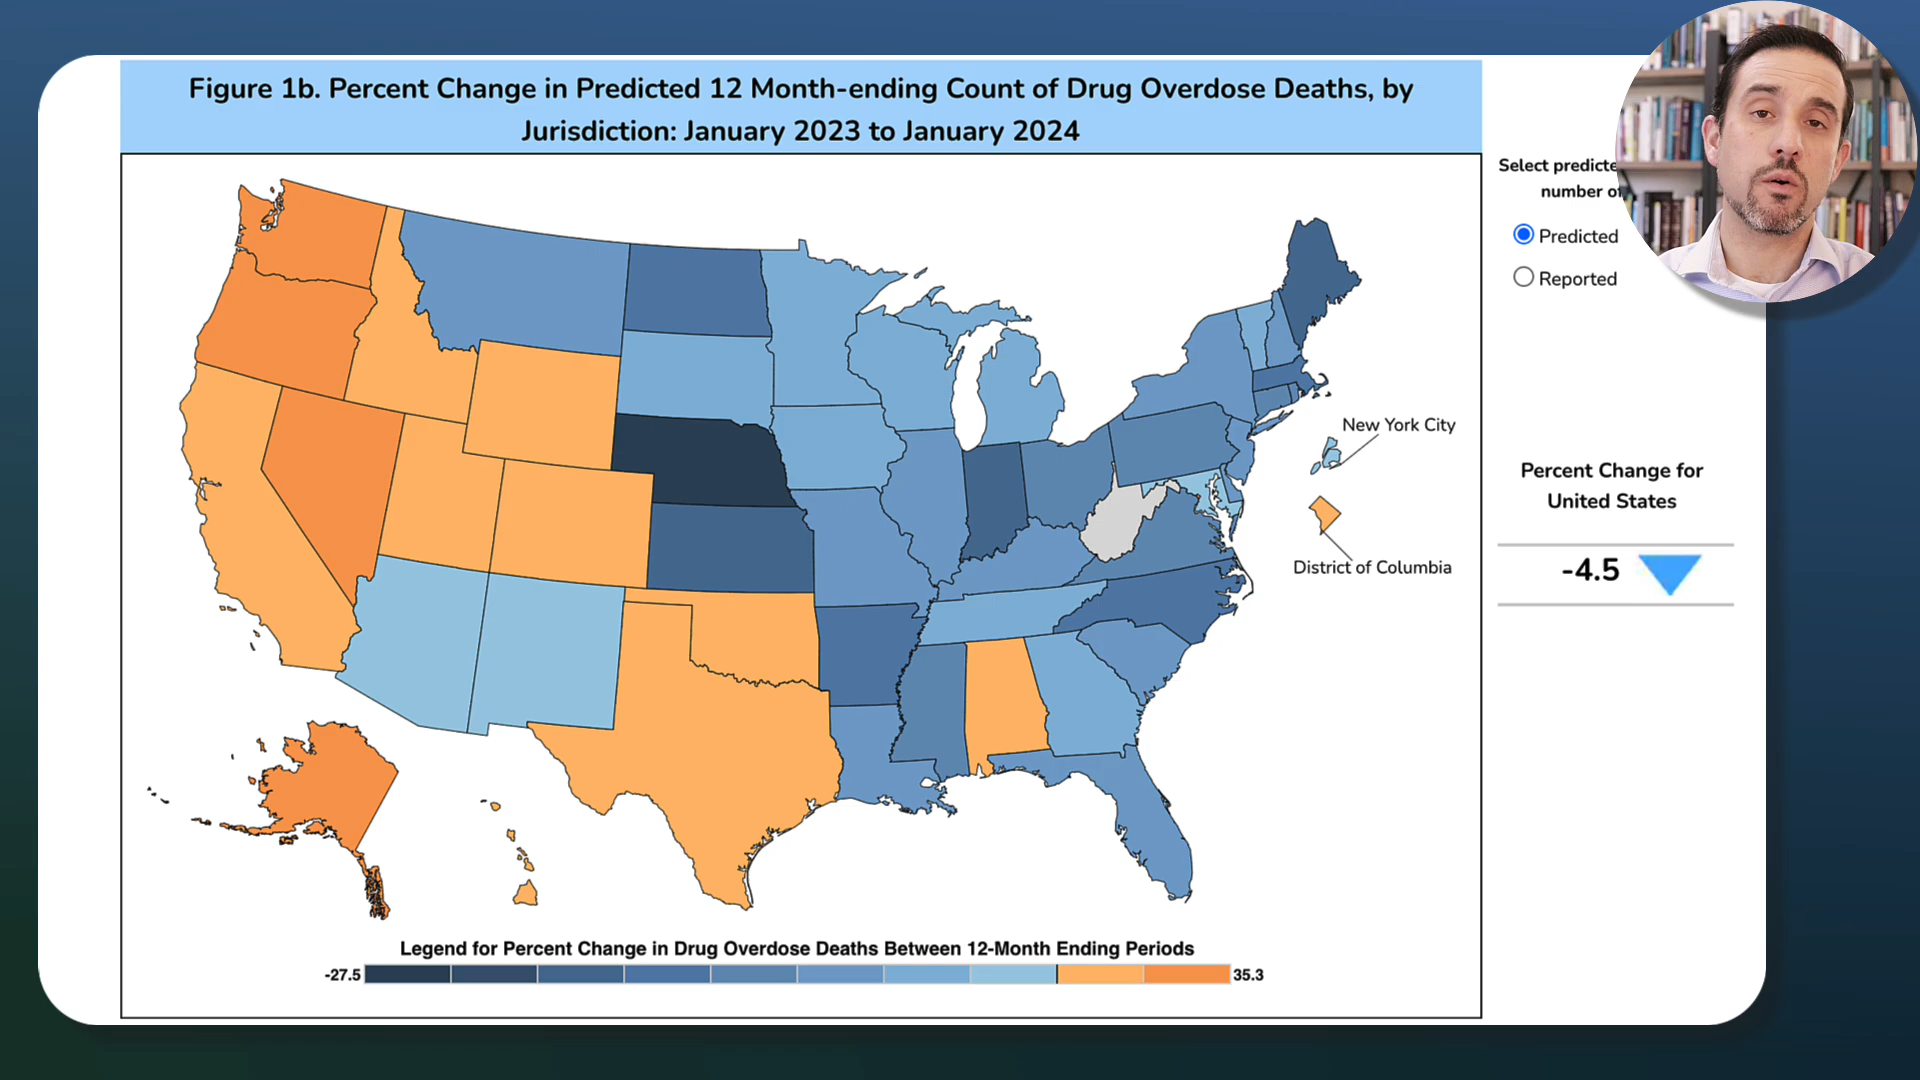 Figure 1b. Percent Change in Predicted 12 Month-ending Count of Drug Overdose Deaths, by
Jurisdiction: January 2023 to January 2024
Select
number
Predicted
Reported
New York City
District of Columbia
Percent Change for
United States
-4.5
Legend for Percent Change in Drug Overdose Deaths Between 12-Month Ending Periods
-27.5
35.3